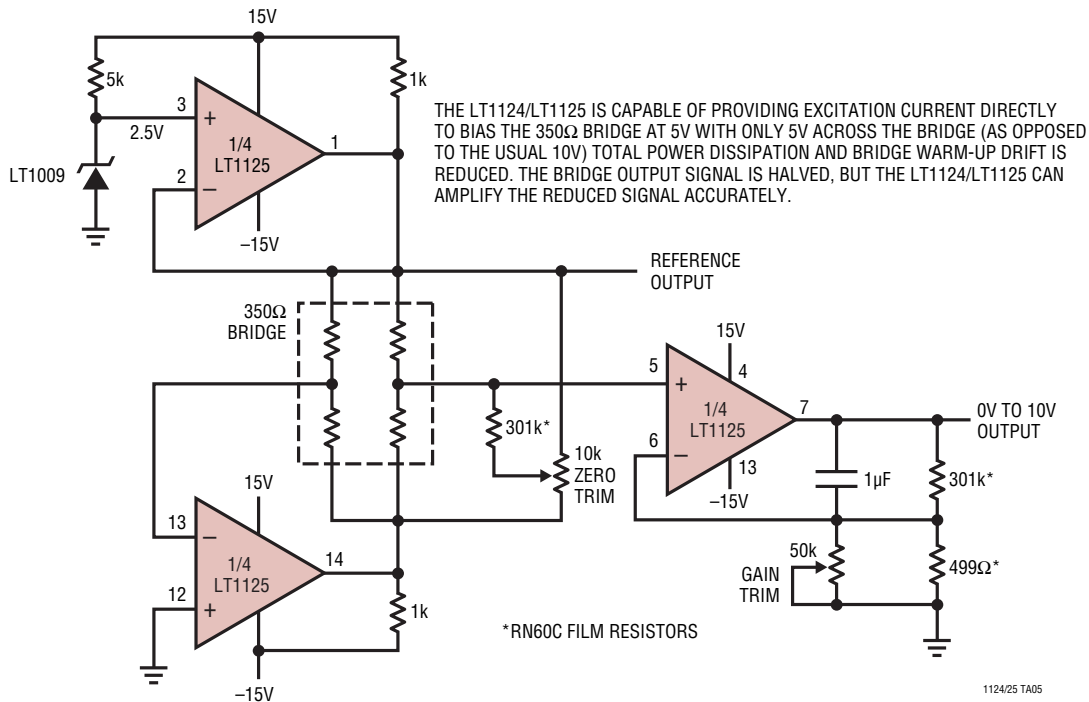 15V
5k
1k
3
+
2.5V
1/4
LT1125
1
LT1009
2
–
–15V
THE LT1124/LT1125 IS CAPABLE OF PROVIDING EXCITATION CURRENT DIRECTLY
TO BIAS THE 350Ω BRIDGE AT 5V WITH ONLY 5V ACROSS THE BRIDGE (AS OPPOSED
TO THE USUAL 10V) TOTAL POWER DISSIPATION AND BRIDGE WARM-UP DRIFT IS
REDUCED. THE BRIDGE OUTPUT SIGNAL IS HALVED, BUT THE LT1124/LT1125 CAN
AMPLIFY THE REDUCED SIGNAL ACCURATELY.
REFERENCE
OUTPUT
350Ω
BRIDGE
301k*
10k
ZERO
TRIM
15V
5
4
+
1/4
LT1125
7
6
–
13
–15V
0V TO 10V
OUTPUT
1µF
301k*
50k
GAIN
TRIM
499Ω*
15V
13
–
1/4
LT1125
14
12
+
1k
–15V
*RN60C FILM RESISTORS
1124/25 TA05